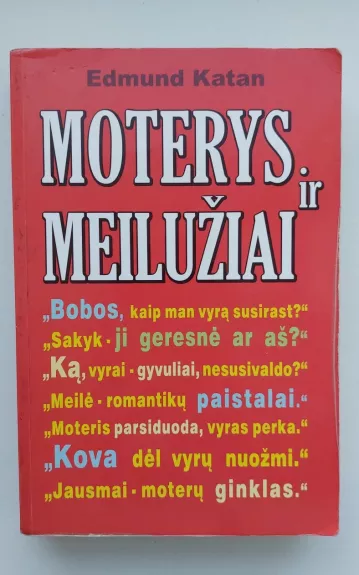 Edmund Katan
MOTERYS ir
MEILUŽIAI
„Bobos, kaip man vyrą susirast?“
„Sakyk - ji geresnė ar aš?“
„Ką, vyrai - gyvuliai, nesusivaldo?“
„Meilė - romantikų paistalai.“
„Moteris parsiduoda, vyras perka.“
„Kova dėl vyrų nuožmi.“
„Jausmai - moterų ginklas.“